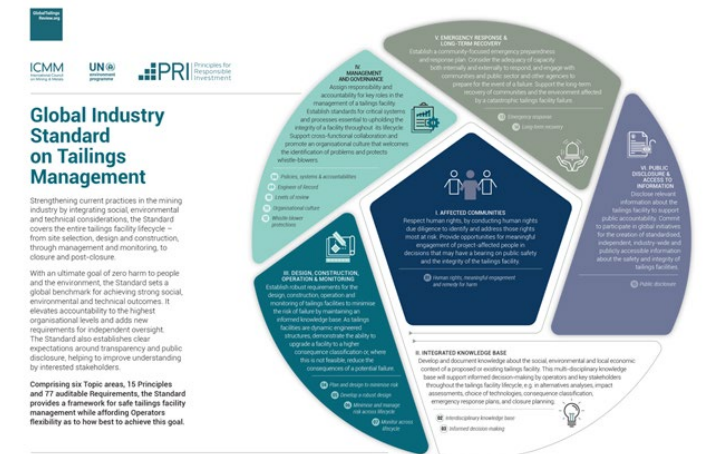 GlobalTailings
Review.org
ICMM
International Council
on Mining & Metals
UN
environment
programme
PRI Principles for
Responsible
Investment
Global Industry
Standard
on Tailings
Management
Strengthening current practices in the mining
industry by integrating social, environmental
and technical considerations, the Standard
covers the entire tailings facility lifecycle –
from site selection, design and construction,
through management and monitoring, to
closure and post-closure.
With an ultimate goal of zero harm to people
and the environment, the Standard sets a
global benchmark for achieving strong social,
environmental and technical outcomes. It
elevates accountability to the highest
organisational levels and adds new
requirements for independent oversight.
The Standard also establishes clear
expectations around transparency and public
disclosure, helping to improve understanding
by interested stakeholders.
Comprising six Topic areas, 15 Principles
and 77 auditable Requirements, the Standard
provides a framework for safe tailings facility
management while affording Operators
flexibility as to how best to achieve this goal.
V. EMERGENCY RESPONSE &
LONG-TERM RECOVERY
Establish a community-focused emergency preparedness
and response plan. Consider the adequacy of capacity
both internally and externally to respond, and engage with
communities and public sector and other agencies to
prepare for the event of a failure. Support the long-term
recovery of communities and the environment affected
by a catastrophic tailings facility failure.
13 Emergency response
14 Long-term recovery
IV.
MANAGEMENT
AND GOVERNANCE
Assign responsibility and
accountability for key roles in the
management of a tailings facility.
Establish standards for critical systems
and processes essential to upholding the
integrity of a facility throughout its lifecycle.
Support cross-functional collaboration and
promote an organisational culture that welcomes
the identification of problems and protects
whistle-blowers.
08 Policies, systems & accountabilities
09 Engineer of Record
10 Levels of review
11 Organisational culture
12 Whistle-blower
protections
VI. PUBLIC
DISCLOSURE &
ACCESS TO
INFORMATION
Disclose relevant
information about the
tailings facility to support
public accountability. Commit
to participate in global initiatives
for the creation of standardised,
independent, industry-wide and
publicly accessible information
about the safety and integrity of
tailings facilities.
15 Public disclosure
I. AFFECTED COMMUNITIES
Respect human rights, by conducting human rights
due diligence to identify and address those rights
most at risk. Provide opportunities for meaningful
engagement of project-affected people in
decisions that may have a bearing on public safety
and the integrity of the tailings facility.
01 Human rights, meaningful engagement
and remedy for harm
III. DESIGN, CONSTRUCTION,
OPERATION & MONITORING
Establish robust requirements for the
design, construction, operation and
monitoring of tailings facilities to minimise
the risk of failure by maintaining an
informed knowledge base. As tailings
facilities are dynamic engineered
structures, demonstrate the ability to
upgrade a facility to a higher
consequence classification or, where
this is not feasible, reduce the
consequences of a potential failure.
04 Plan and design to minimise risk
05 Develop a robust design
06 Minimise and manage
risk across lifecycle
07 Monitor across
lifecycle
II. INTEGRATED KNOWLEDGE BASE
Develop and document knowledge about the social, environmental and local economic
context of a proposed or existing tailings facility. This multi-disciplinary knowledge
base will support informed decision-making by operators and key stakeholders
throughout the tailings facility lifecycle, e.g. in alternatives analyses, impact
assessments, choice of technologies, consequence classification,
emergency response plans, and closure planning.
02 Interdisciplinary knowledge base
03 Informed decision-making